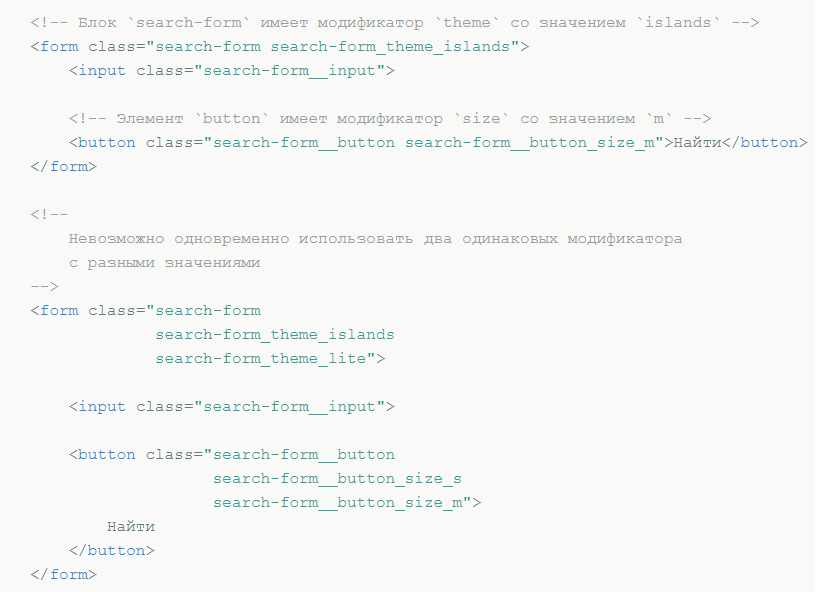 <!-- Блок `search-form` имеет модификатор `theme` со значением `islands` -->
<form class="search-form search-form_theme_islands">
    <input class="search-form__input">

    <!-- Элемент `button` имеет модификатор `size` со значением `m` -->
    <button class="search-form__button search-form__button_size_m">Найти</button>
</form>

<!--
    Невозможно одновременно использовать два одинаковых модификатора
    с разными значениями
-->
<form class="search-form
             search-form_theme_islands
             search-form_theme_lite">

    <input class="search-form__input">

    <button class="search-form__button
                   search-form__button_size_s
                   search-form__button_size_m">
        Найти
    </button>
</form>